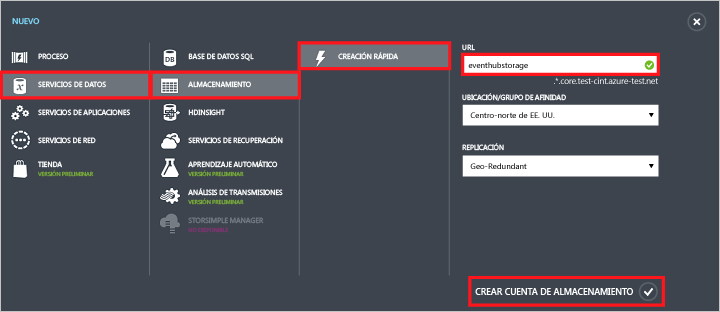 NUEVO
PROCESO
SERVICIOS DE DATOS
SERVICIOS DE APLICACIONES
SERVICIOS DE RED
TIENDA
VERSIÓN PRELIMINAR
DB
BASE DE DATOS SQL
ALMACENAMIENTO
HDINSIGHT
SERVICIOS DE RECUPERACIÓN
APRENDIZAJE AUTOMÁTICO
VERSIÓN PRELIMINAR
ANÁLISIS DE TRANSMISIONES
VERSIÓN PRELIMINAR
STORSIMPLE MANAGER
CREACIÓN RÁPIDA
URL
eventhubstorage
.*.core.test-cint.azure-test.net
UBICACIÓN/GRUPO DE AFINIDAD
Centro-norte de EE. UU.
REPLICACIÓN
Geo-Redundant
CREAR CUENTA DE ALMACENAMIENTO